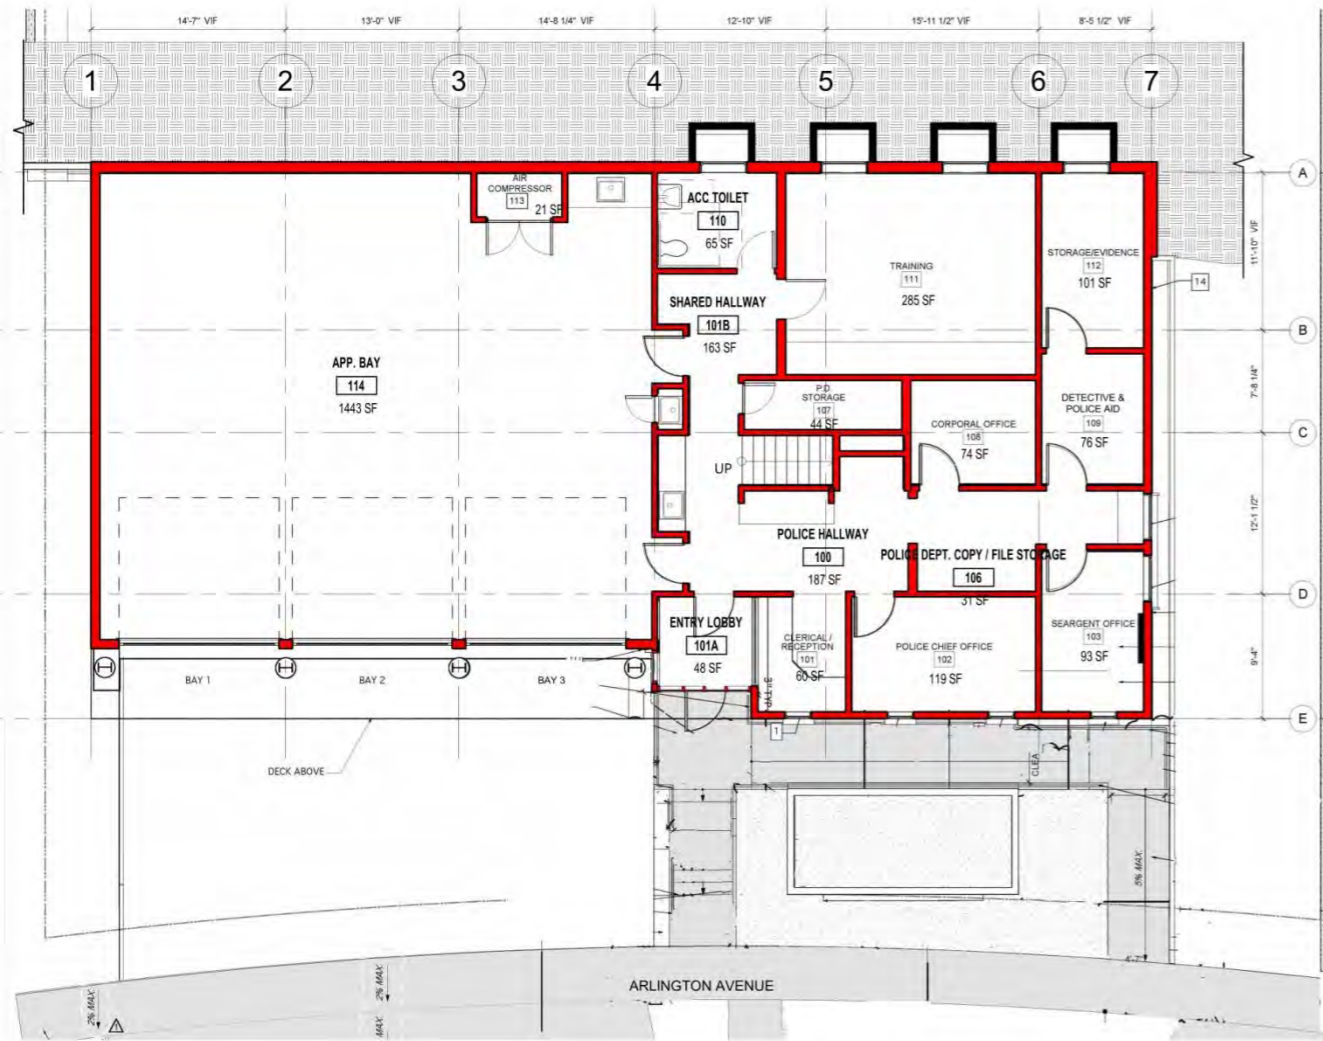 14'-7" VIF
13'-0" VIF
14'-8 1/4" VIF
12'-10" VIF
15'-11 1/2" VIF
8'-5 1/2" VIF
1
2
3
4
5
6
7
A
AIR
COMPRESSOR
113
21 SF
ACC TOILET
110
65 SF
11'-10" VIF
STORAGE/EVIDENCE
112
101 SF
TRAINING
111
285 SF
14
SHARED HALLWAY
101B
163 SF
B
APP. BAY
114
1443 SF
7'-8 1/4"
P.D.
STORAGE
107
44 SF
DETECTIVE &
POLICE AID
109
76 SF
CORPORAL OFFICE
108
74 SF
C
UP
12'-1 1/2"
POLICE HALLWAY
100
187 SF
POLICE DEPT. COPY / FILE STORAGE
106
31 SF
D
ENTRY LOBBY
101A
48 SF
CLERICAL /
RECEPTION
101
60 SF
POLICE CHIEF OFFICE
102
119 SF
SEARGENT OFFICE
103
93 SF
9'-4"
BAY 1
BAY 2
BAY 3
3" TYP
E
1
DECK ABOVE
CLEA
5% MAX.
ARLINGTON AVENUE
2% MAX.
2% MAX.
MAX.
1